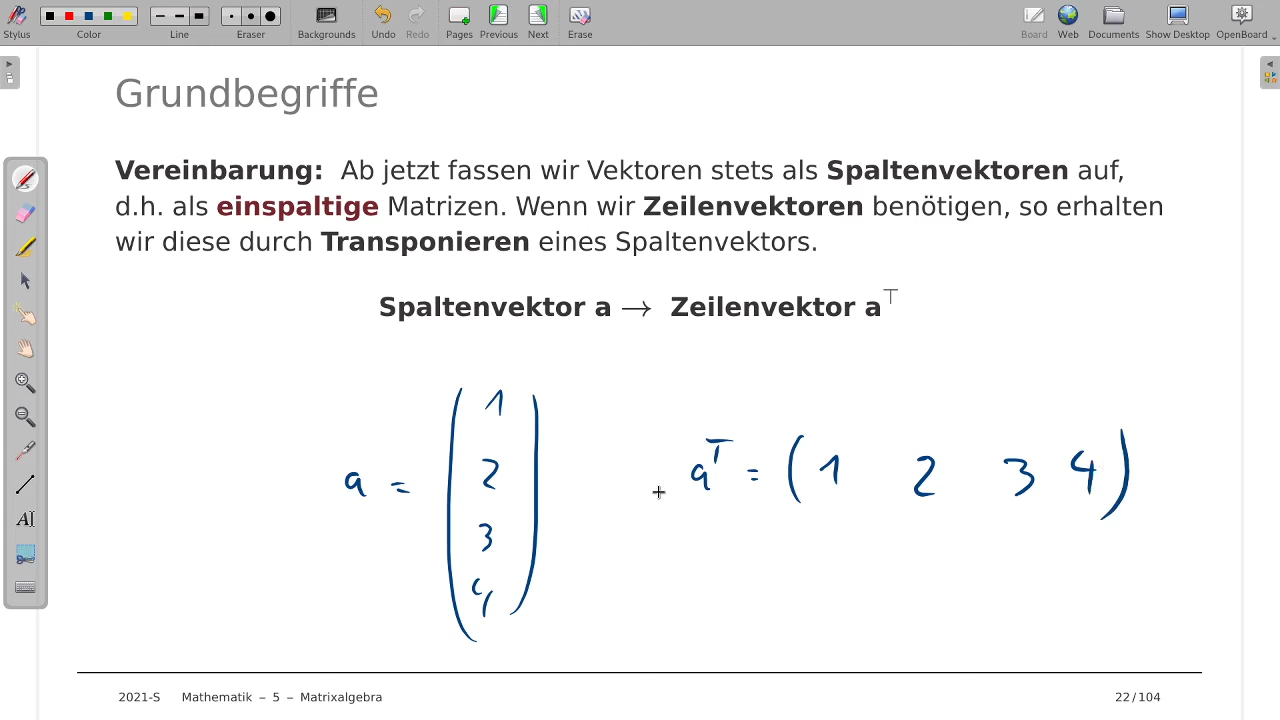 Stylus Color Line Eraser Backgrounds Undo Redo Pages Previous Next Erase Board Web Documents Show Desktop OpenBoard
Grundbegriffe
Vereinbarung: Ab jetzt fassen wir Vektoren stets als Spaltenvektoren auf,
d.h. als einspaltige Matrizen. Wenn wir Zeilenvektoren benötigen, so erhalten
wir diese durch Transponieren eines Spaltenvektors.
Spaltenvektor a → Zeilenvektor a⊤
a = ( 1
2
3
4 )
aᵀ = ( 1 2 3 4 )
AI
2021-S Mathematik – 5 – Matrixalgebra 22/104